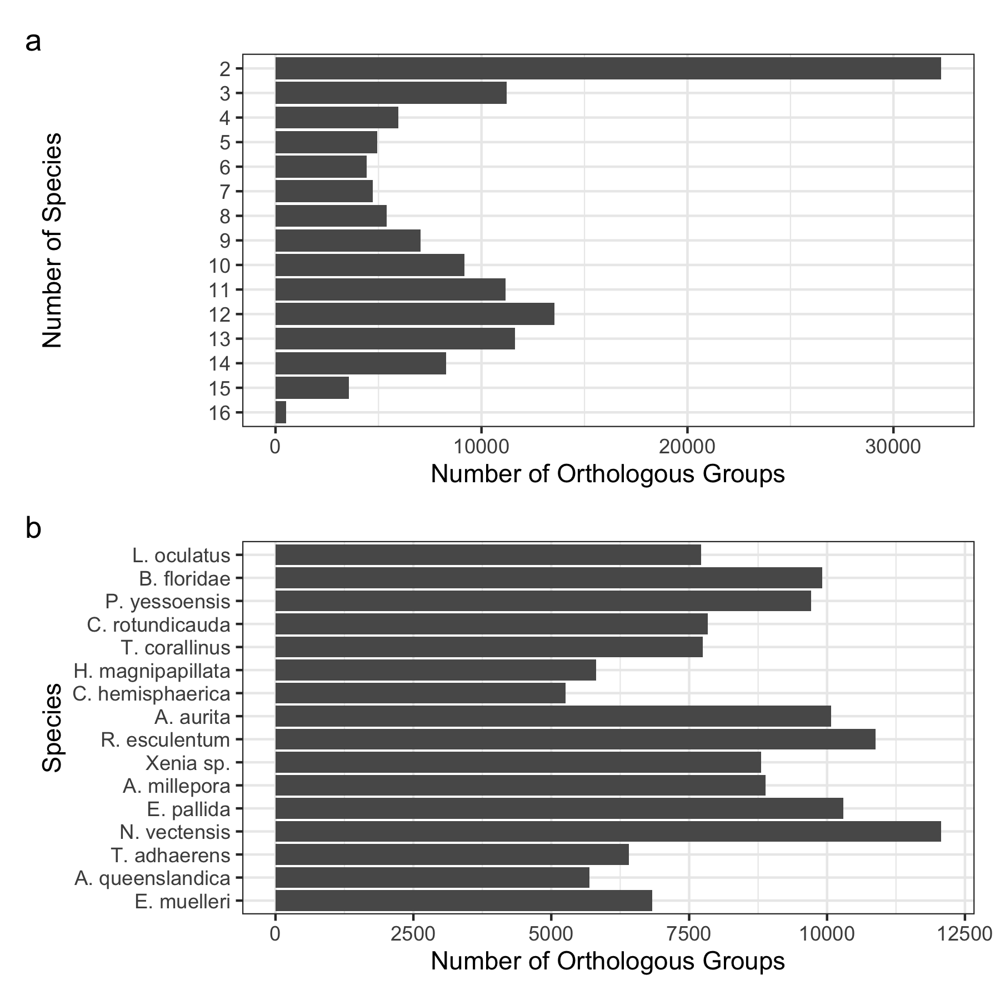 a
Number of Species
2
3
4
5
6
7
8
9
10
11
12
13
14
15
16
0 10000 20000 30000
Number of Orthologous Groups
b
Species
L. oculatus
B. floridae
P. yessoensis
C. rotundicauda
T. corallinus
H. magnipapillata
C. hemisphaerica
A. aurita
R. esculentum
Xenia sp.
A. millepora
E. pallida
N. vectensis
T. adhaerens
A. queenslandica
E. muelleri
0 2500 5000 7500 10000 12500
Number of Orthologous Groups